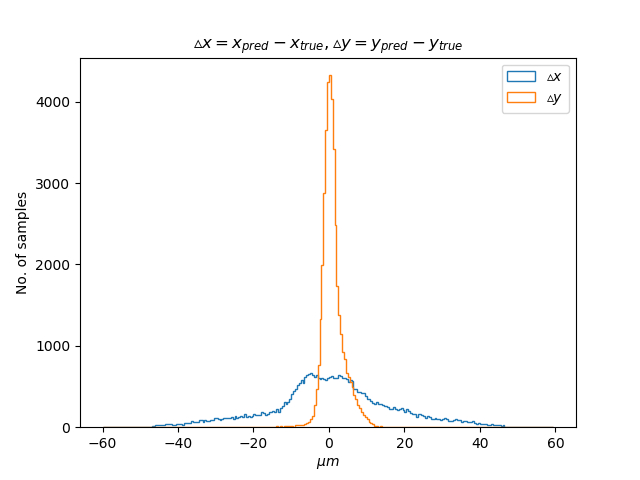 △x = x_pred − x_true, △y = y_pred − y_true
△x
△y
No. of samples
4000
3000
2000
1000
0
−60
−40
−20
0
20
40
60
μm